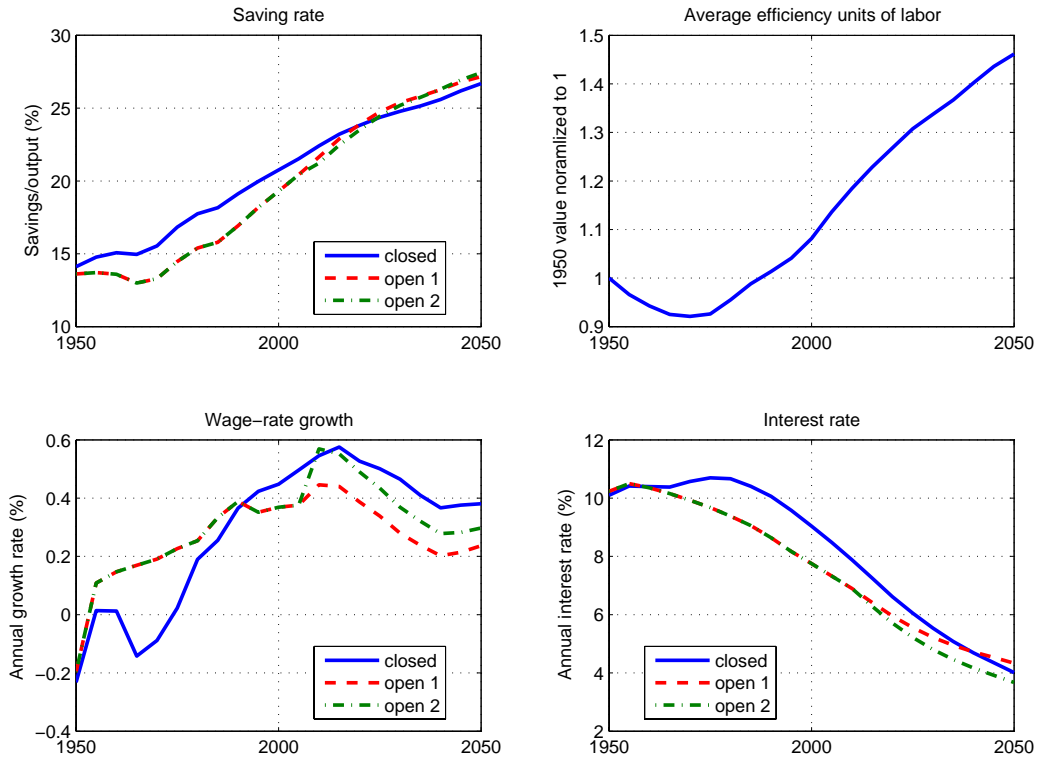 Saving rate
Savings/output (%)
30
25
20
15
10
1950
2000
2050
closed
open 1
open 2
Average efficiency units of labor
1950 value noramlized to 1
1.5
1.4
1.3
1.2
1.1
1
0.9
1950
2000
2050
Wage−rate growth
Annual growth rate (%)
0.6
0.4
0.2
0
−0.2
−0.4
1950
2000
2050
closed
open 1
open 2
Interest rate
Annual interest rate (%)
12
10
8
6
4
2
1950
2000
2050
closed
open 1
open 2